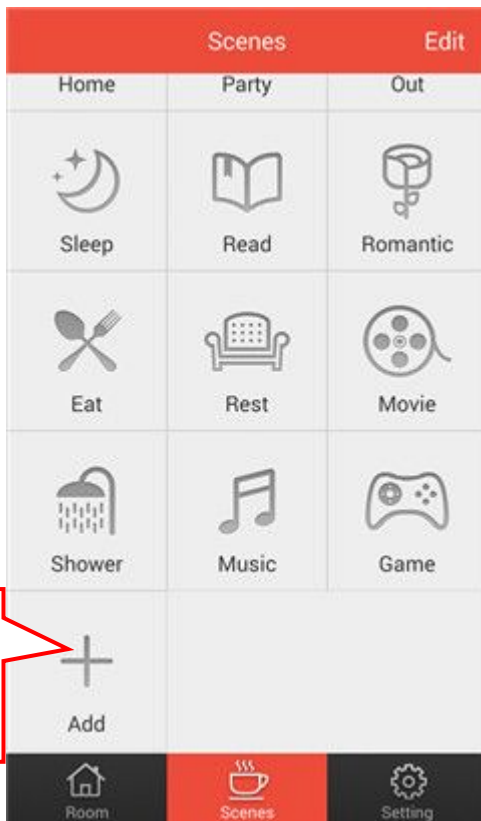 Scenes Edit
Home Party Out
Sleep Read Romantic
Eat Rest Movie
Shower Music Game
Add
Room Scenes Setting